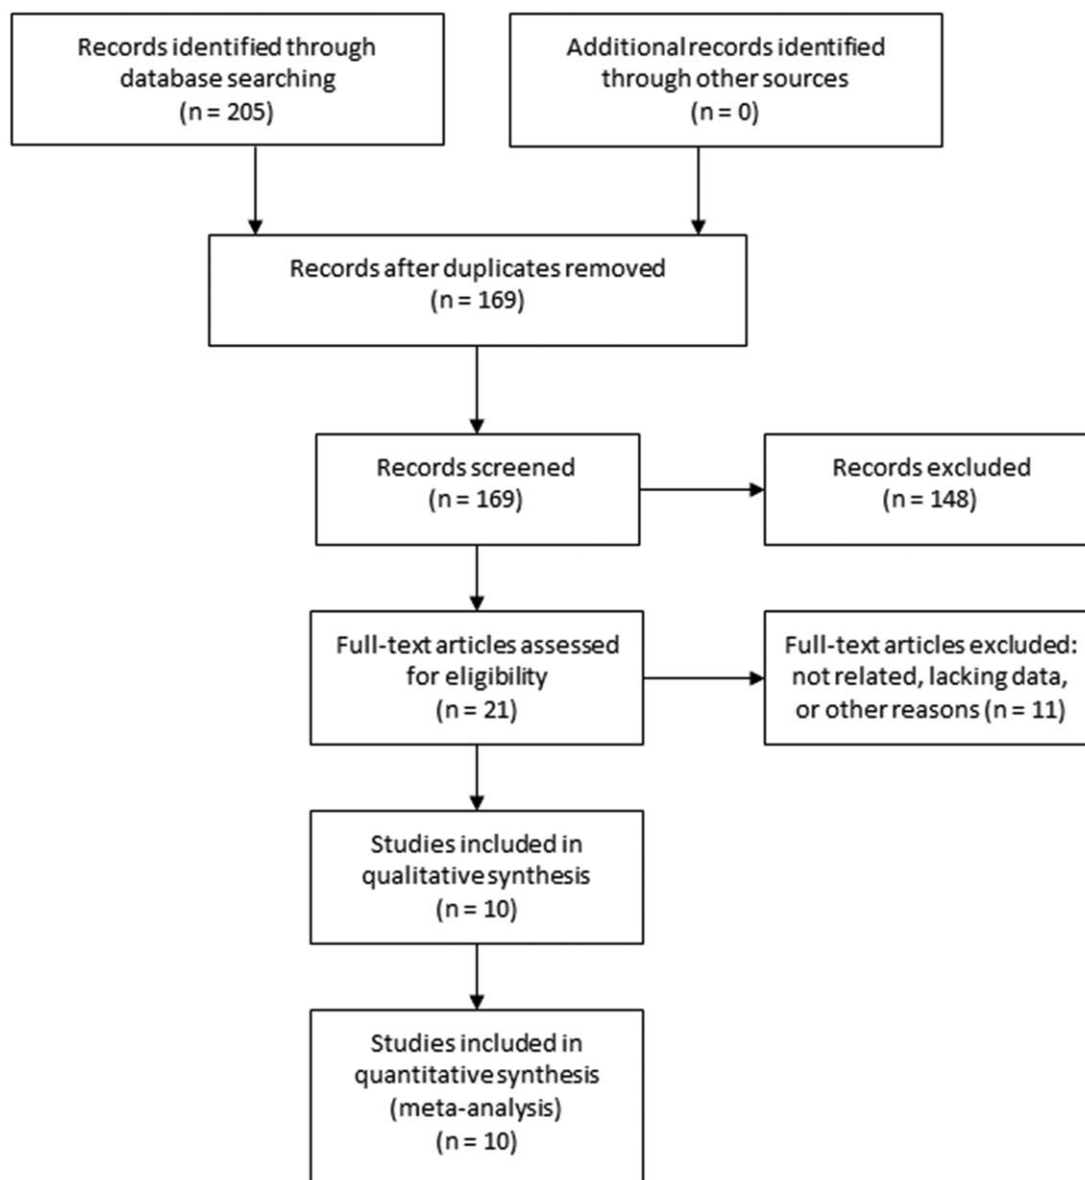 Records identified through
database searching
(n = 205)
Additional records identified
through other sources
(n = 0)
Records after duplicates removed
(n = 169)
Records screened
(n = 169)
Records excluded
(n = 148)
Full-text articles assessed
for eligibility
(n = 21)
Full-text articles excluded:
not related, lacking data,
or other reasons (n = 11)
Studies included in
qualitative synthesis
(n = 10)
Studies included in
quantitative synthesis
(meta-analysis)
(n = 10)